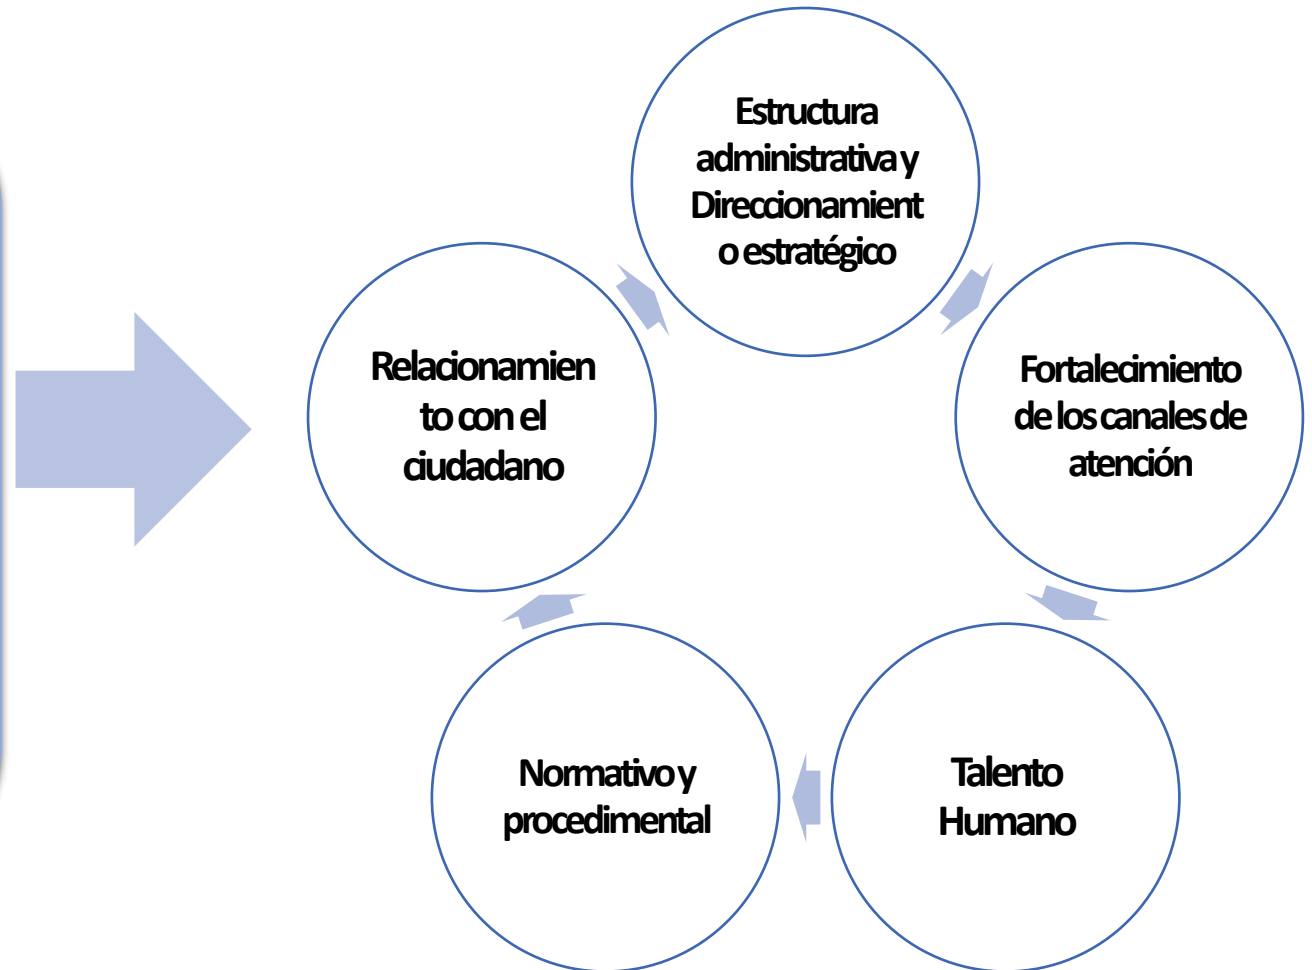 Estructura
administrativa y
Direccionamient
o estratégico
Fortalecimiento
de los canales de
atención
Talento
Humano
Normativo y
procedimental
Relacionamien
to con el
ciudadano